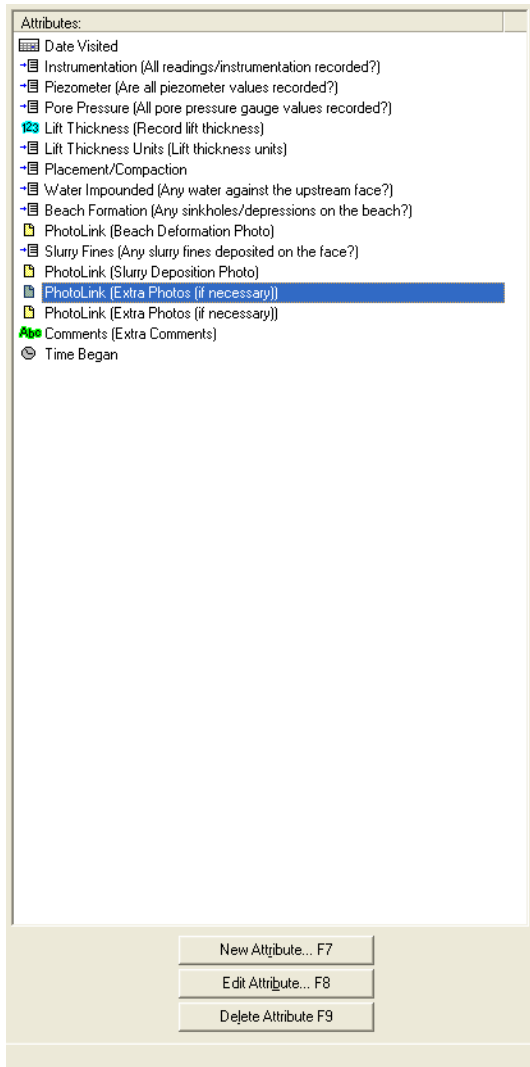 Attributes:
Date Visited
Instrumentation (All readings/instrumentation recorded?)
Piezometer (Are all piezometer values recorded?)
Pore Pressure (All pore pressure gauge values recorded?)
123 Lift Thickness (Record lift thickness)
Lift Thickness Units (Lift thickness units)
Placement/Compaction
Water Impounded (Any water against the upstream face?)
Beach Formation (Any sinkholes/depressions on the beach?)
PhotoLink (Beach Deformation Photo)
Slurry Fines (Any slurry fines deposited on the face?)
PhotoLink (Slurry Deposition Photo)
PhotoLink (Extra Photos (if necessary))
PhotoLink (Extra Photos (if necessary))
Abc Comments (Extra Comments)
Time Began
New Attribute... F7
Edit Attribute... F8
Delete Attribute F9